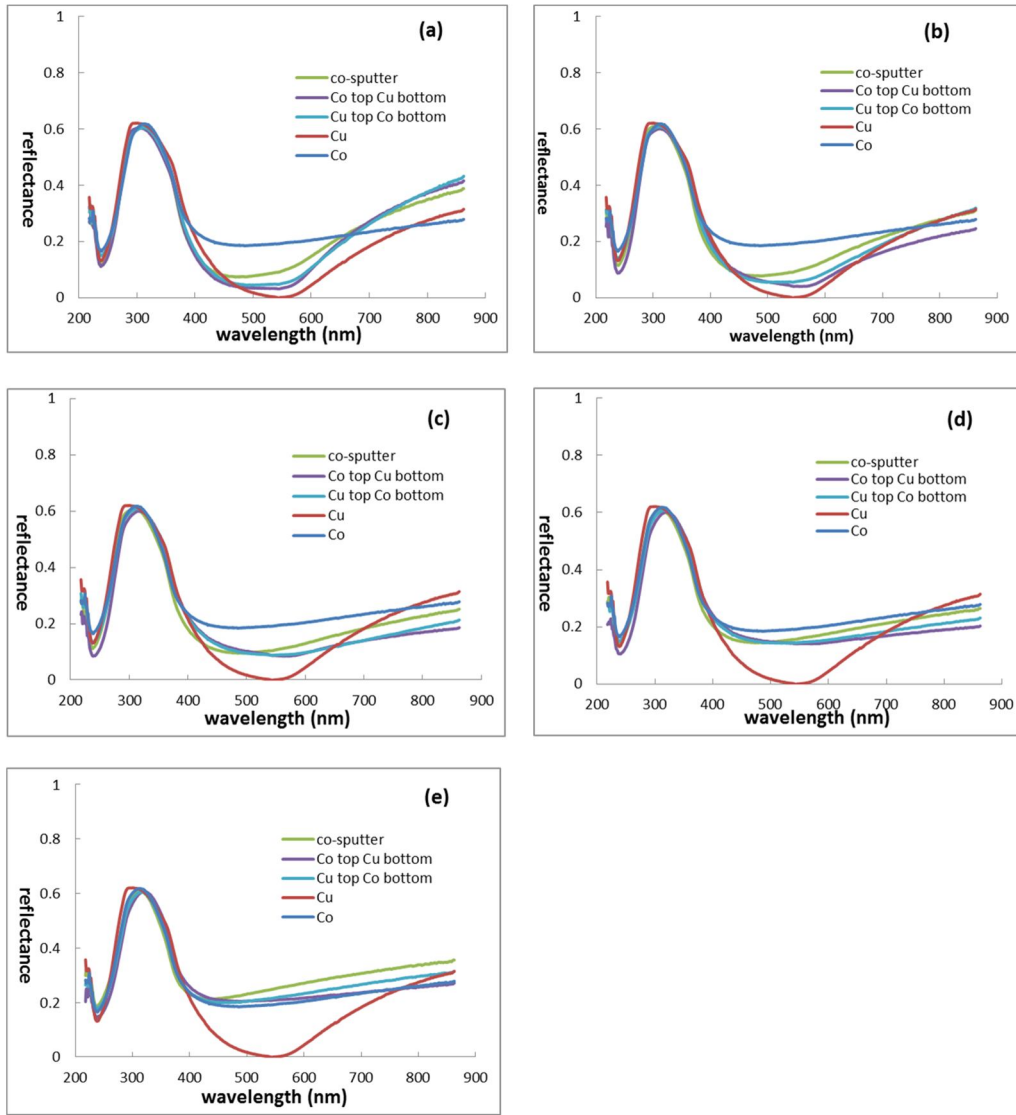 (a)
1
0.8
0.6
0.4
0.2
0
reflectance
co-sputter
Co top Cu bottom
Cu top Co bottom
Cu
Co
200 300 400 500 600 700 800 900
wavelength (nm)
(b)
1
0.8
0.6
0.4
0.2
0
reflectance
co-sputter
Co top Cu bottom
Cu top Co bottom
Cu
Co
200 300 400 500 600 700 800 900
wavelength (nm)
(c)
1
0.8
0.6
0.4
0.2
0
reflectance
co-sputter
Co top Cu bottom
Cu top Co bottom
Cu
Co
200 300 400 500 600 700 800 900
wavelength (nm)
(d)
1
0.8
0.6
0.4
0.2
0
reflectance
co-sputter
Co top Cu bottom
Cu top Co bottom
Cu
Co
200 300 400 500 600 700 800 900
wavelength (nm)
(e)
1
0.8
0.6
0.4
0.2
0
reflectance
co-sputter
Co top Cu bottom
Cu top Co bottom
Cu
Co
200 300 400 500 600 700 800 900
wavelength (nm)